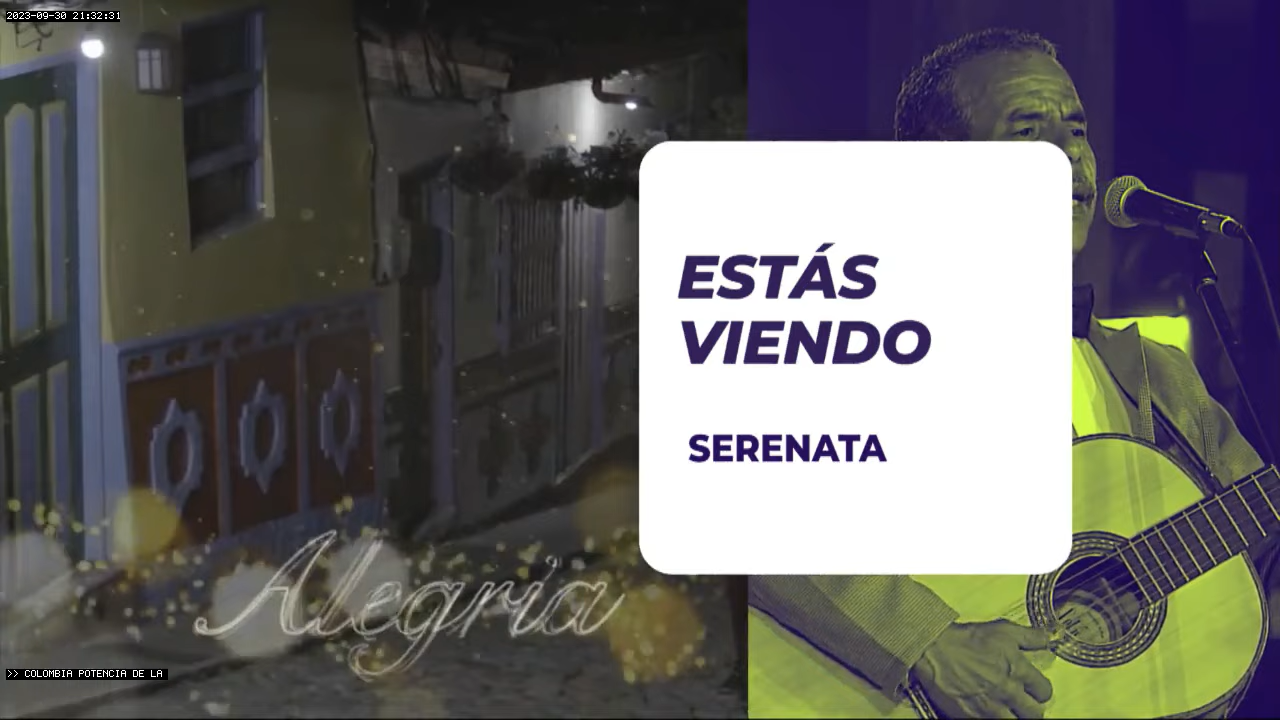 2023-09-30 21:32:31
ESTÁS
VIENDO
SERENATA
Alegría
>> COLOMBIA POTENCIA DE LA